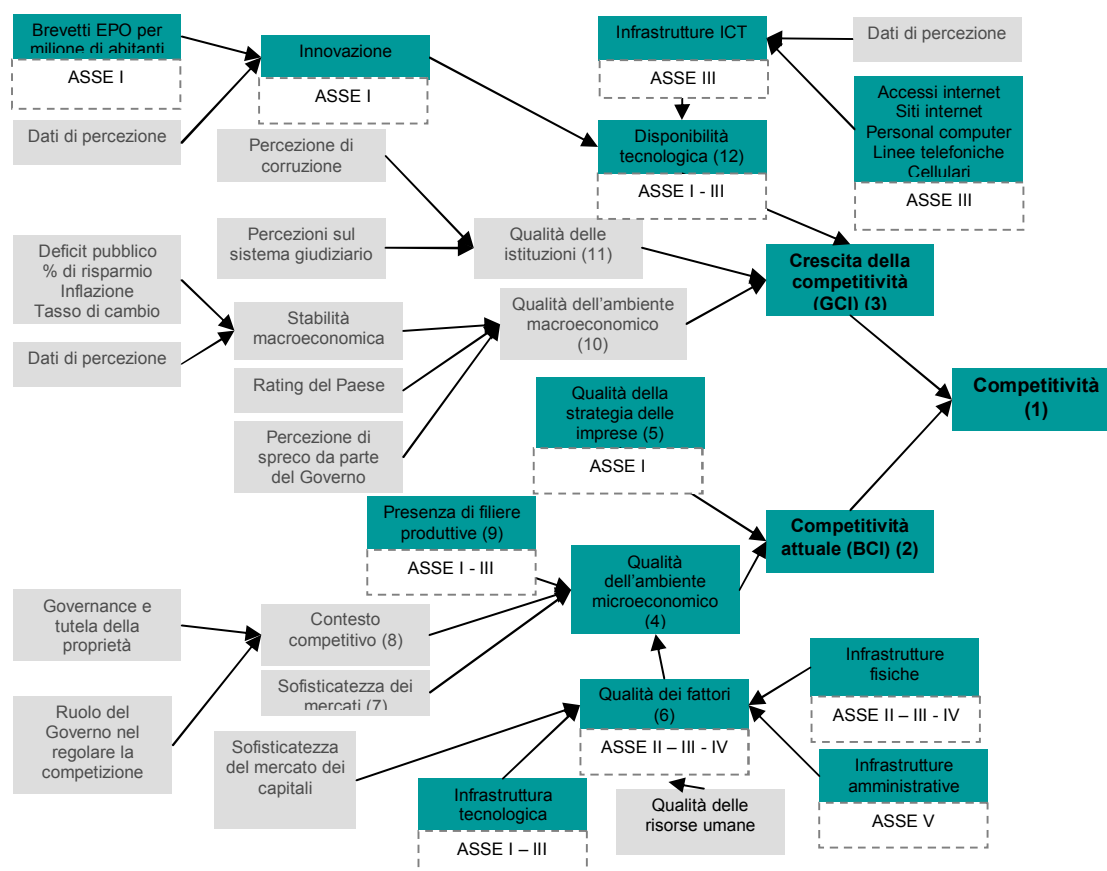 Brevetti EPO per
milione di abitanti
ASSE I
Dati di percezione
Innovazione
ASSE I
Infrastrutture ICT
ASSE III
Dati di percezione
Accessi internet
Siti internet
Personal computer
Linee telefoniche
Cellulari
ASSE III
Disponibilità
tecnologica (12)
ASSE I - III
Percezione di
corruzione
Percezioni sul
sistema giudiziario
Qualità delle
istituzioni (11)
Deficit pubblico
% di risparmio
Inflazione
Tasso di cambio
Dati di percezione
Stabilità
macroeconomica
Rating del Paese
Percezione di
spreco da parte
del Governo
Qualità dell'ambiente
macroeconomico
(10)
Crescita della
competitività
(GCI) (3)
Competitività
(1)
Qualità della
strategia delle
imprese (5)
ASSE I
Competitività
attuale (BCI) (2)
Presenza di filiere
produttive (9)
ASSE I - III
Qualità
dell'ambiente
microeconomico
(4)
Governance e
tutela della
proprietà
Ruolo del
Governo nel
regolare la
competizione
Contesto
competitivo (8)
Sofisticatezza dei
mercati (7)
Sofisticatezza
del mercato dei
capitali
Qualità dei fattori
(6)
ASSE II – III - IV
Infrastruttura
tecnologica
ASSE I – III
Qualità delle
risorse umane
Infrastrutture
fisiche
ASSE II – III - IV
Infrastrutture
amministrative
ASSE V